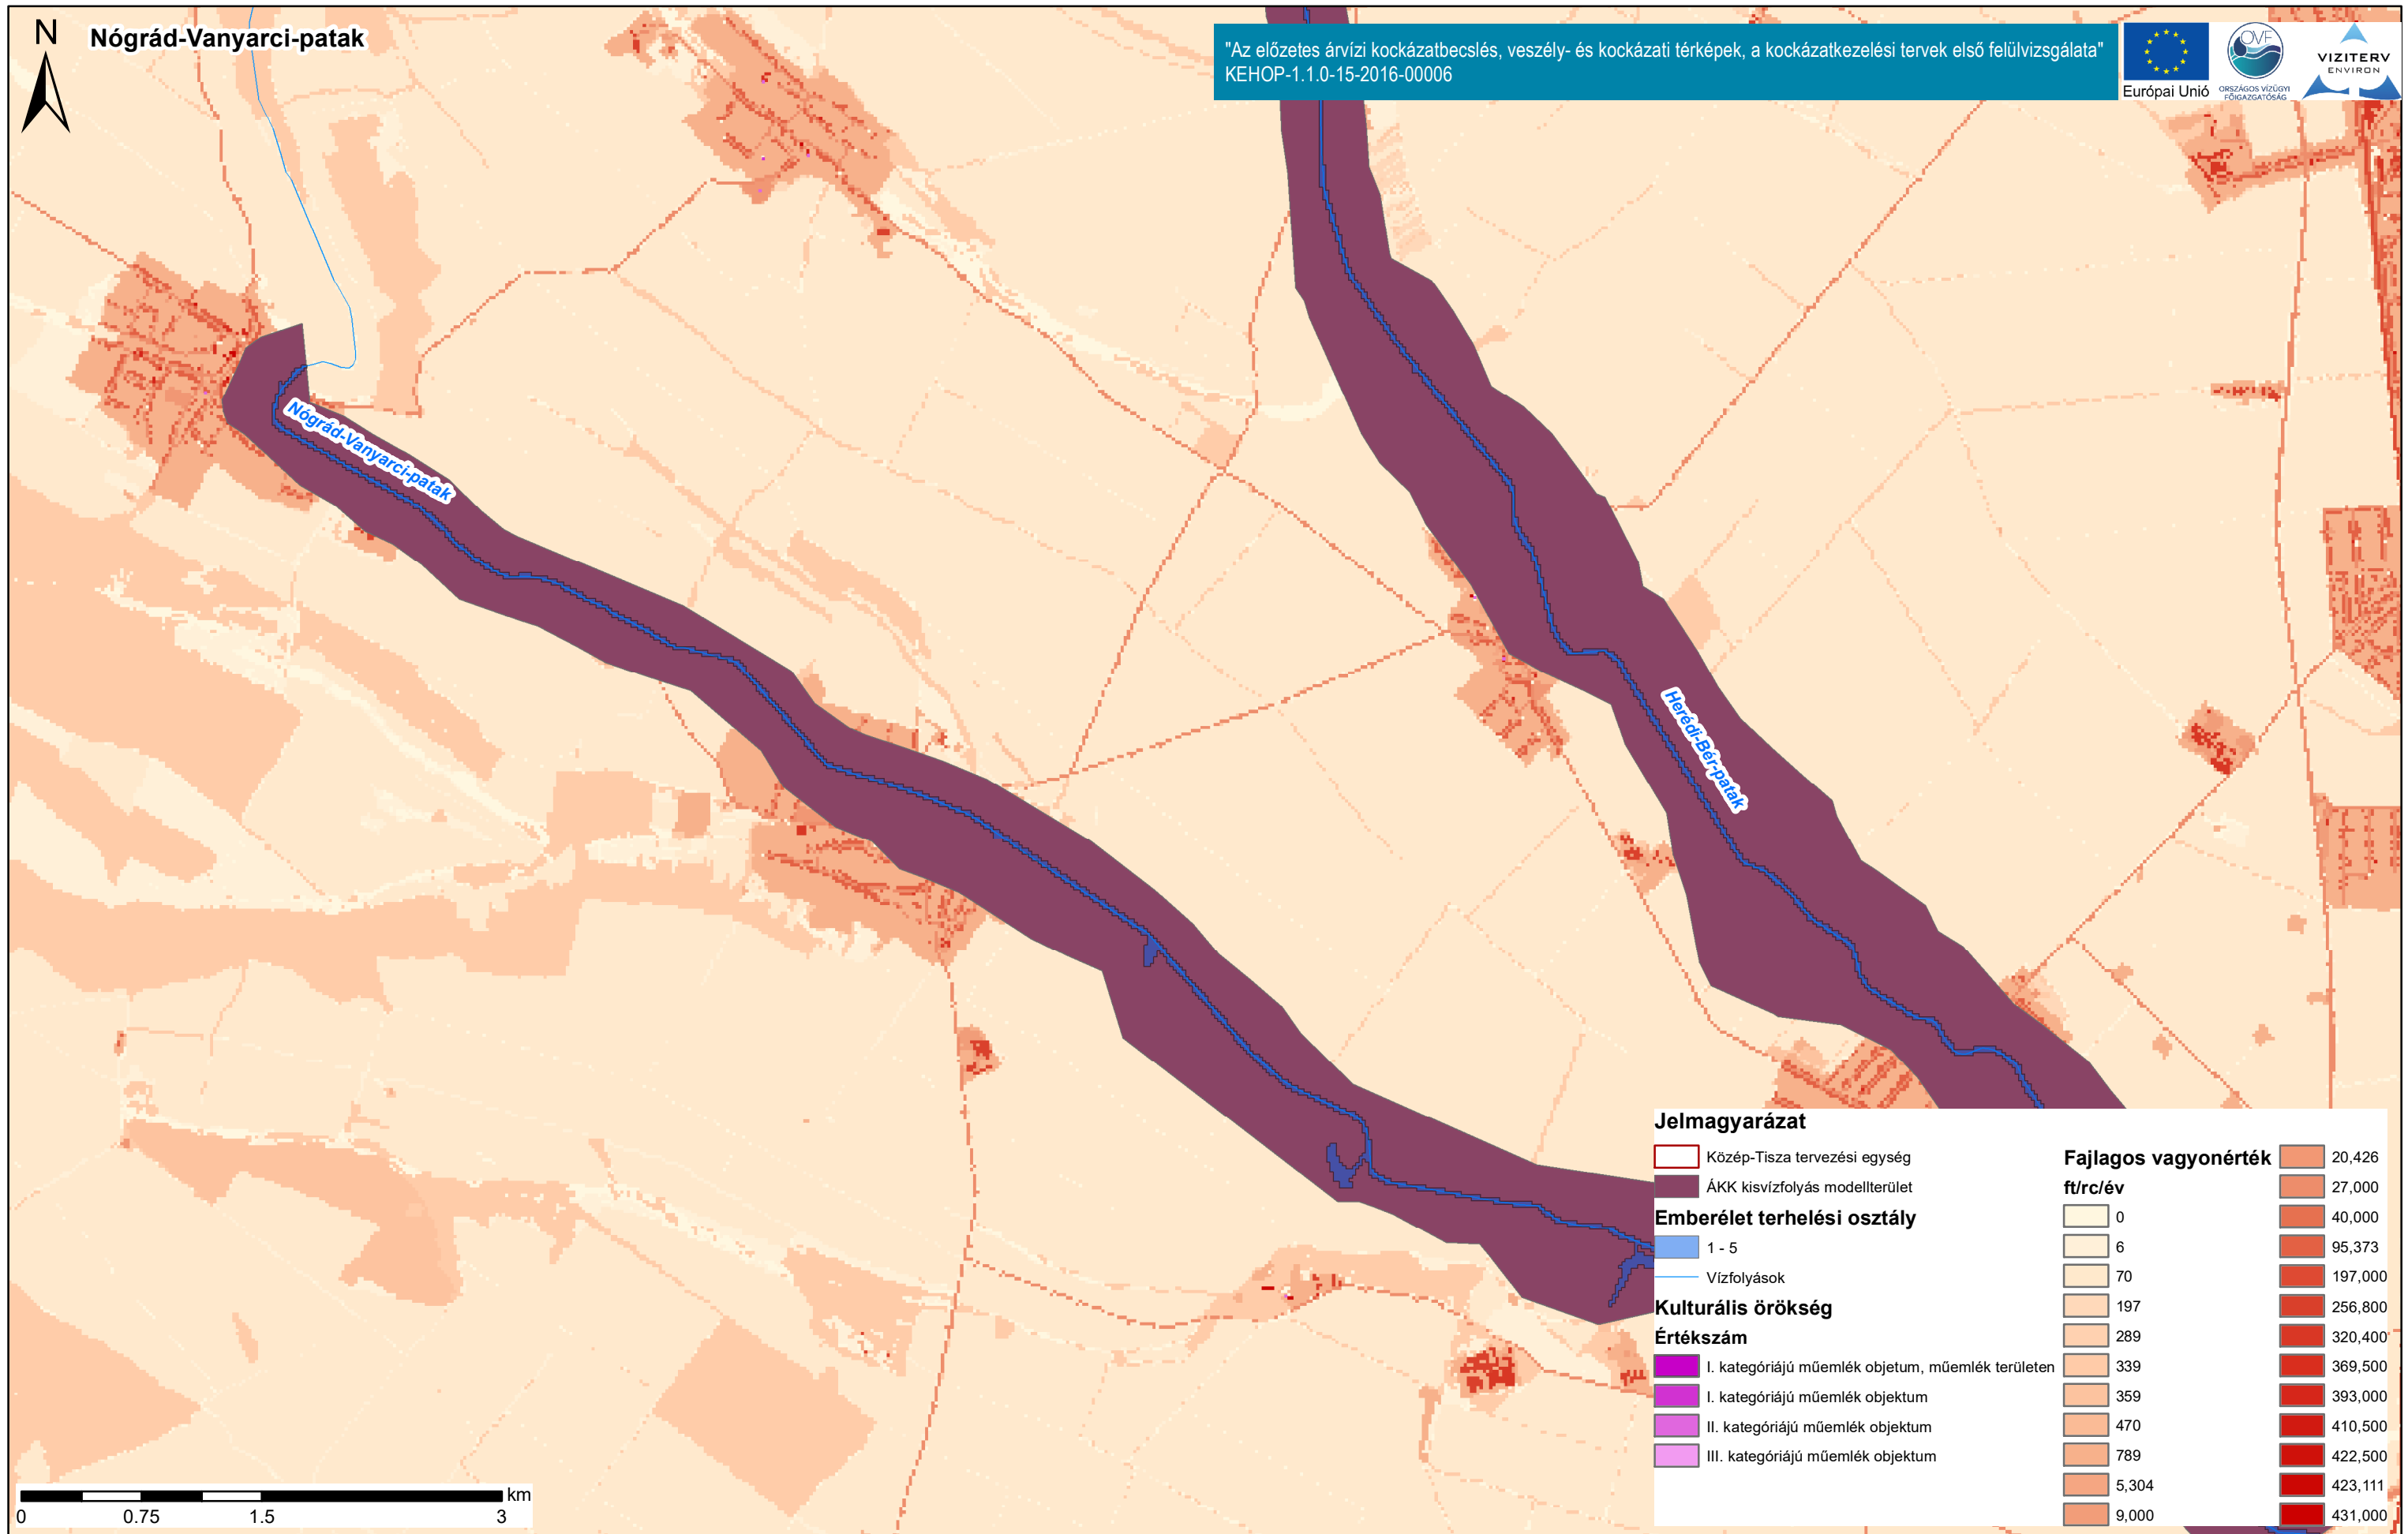 N
Nógrád-Vanyarci-patak
"Az előzetes árvízi kockázatbecslés, veszély- és kockázati térképek, a kockázatkezelési tervek első felülvizsgálata"
KEHOP-1.1.0-15-2016-00006
Európai Unió
OVF
ORSZÁGOS VÍZÜGYI
FŐIGAZGATÓSÁG
VIZITERV
ENVIRON
Nógrád-Vanyarci-patak
Herédi-Bér-patak
Jelmagyarázat
Közép-Tisza tervezési egység
ÁKK kisvízfolyás modellterület
Emberélet terhelési osztály
1 - 5
Vízfolyások
Kulturális örökség
Értékszám
I. kategóriájú műemlék objetum, műemlék területen
I. kategóriájú műemlék objektum
II. kategóriájú műemlék objektum
III. kategóriájú műemlék objektum
Fajlagos vagyonérték
ft/rc/év
0
6
70
197
289
339
359
470
789
5,304
9,000
20,426
27,000
40,000
95,373
197,000
256,800
320,400
369,500
393,000
410,500
422,500
423,111
431,000
km
0 0.75 1.5 3